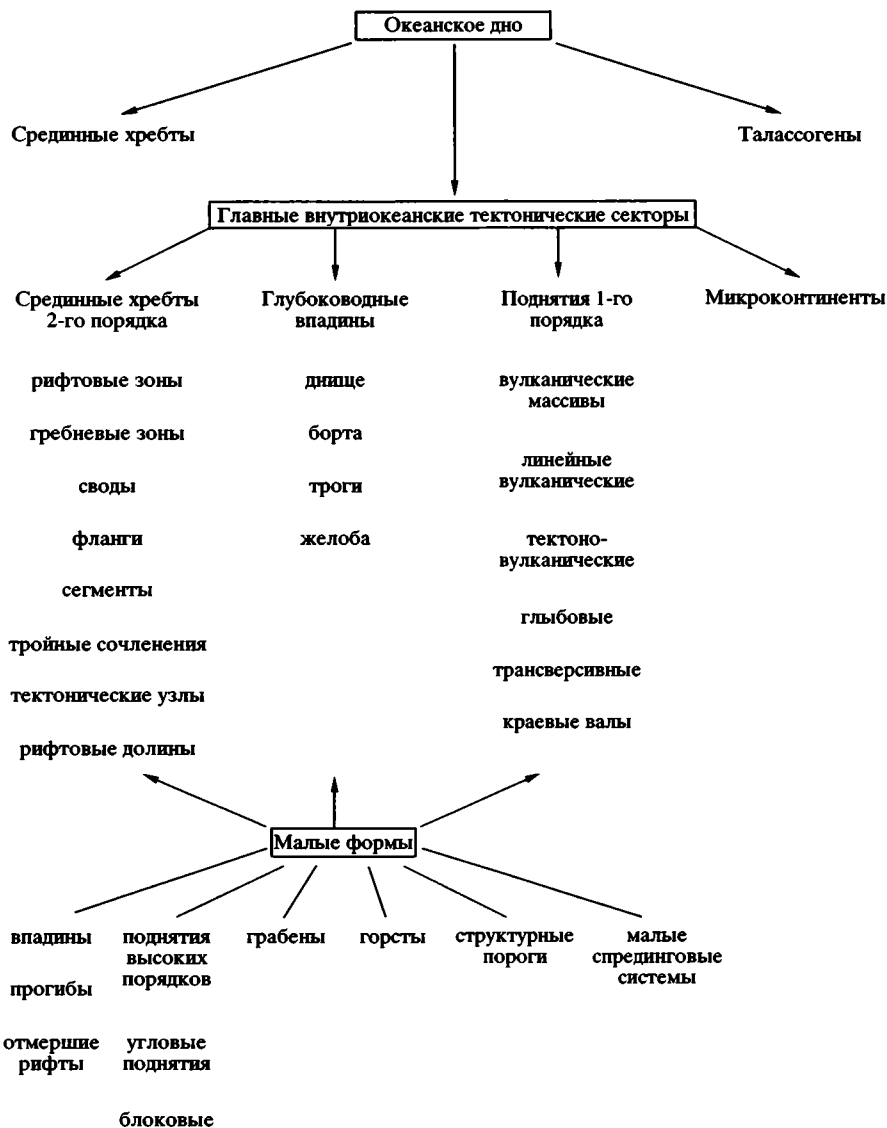 Океанское дно
Срединные хребты
Талассогены
Главные внутриокеанские тектонические секторы
Срединные хребты
2-го порядка
Глубоководные
впадины
Поднятия 1-го
порядка
Микроконтиненты
рифтовые зоны
гребневые зоны
своды
фланги
сегменты
тройные сочленения
тектонические узлы
рифтовые долины
днище
борта
троги
желоба
вулканические
массивы
линейные
вулканические
тектоно-
вулканические
глыбовые
трансверсивные
краевые валы
Малые формы
впадины
прогибы
отмершие
рифты
поднятия
высоких
порядков
угловые
поднятия
блоковые
грабены
горсты
структурные
пороги
малые
спрединговые
системы